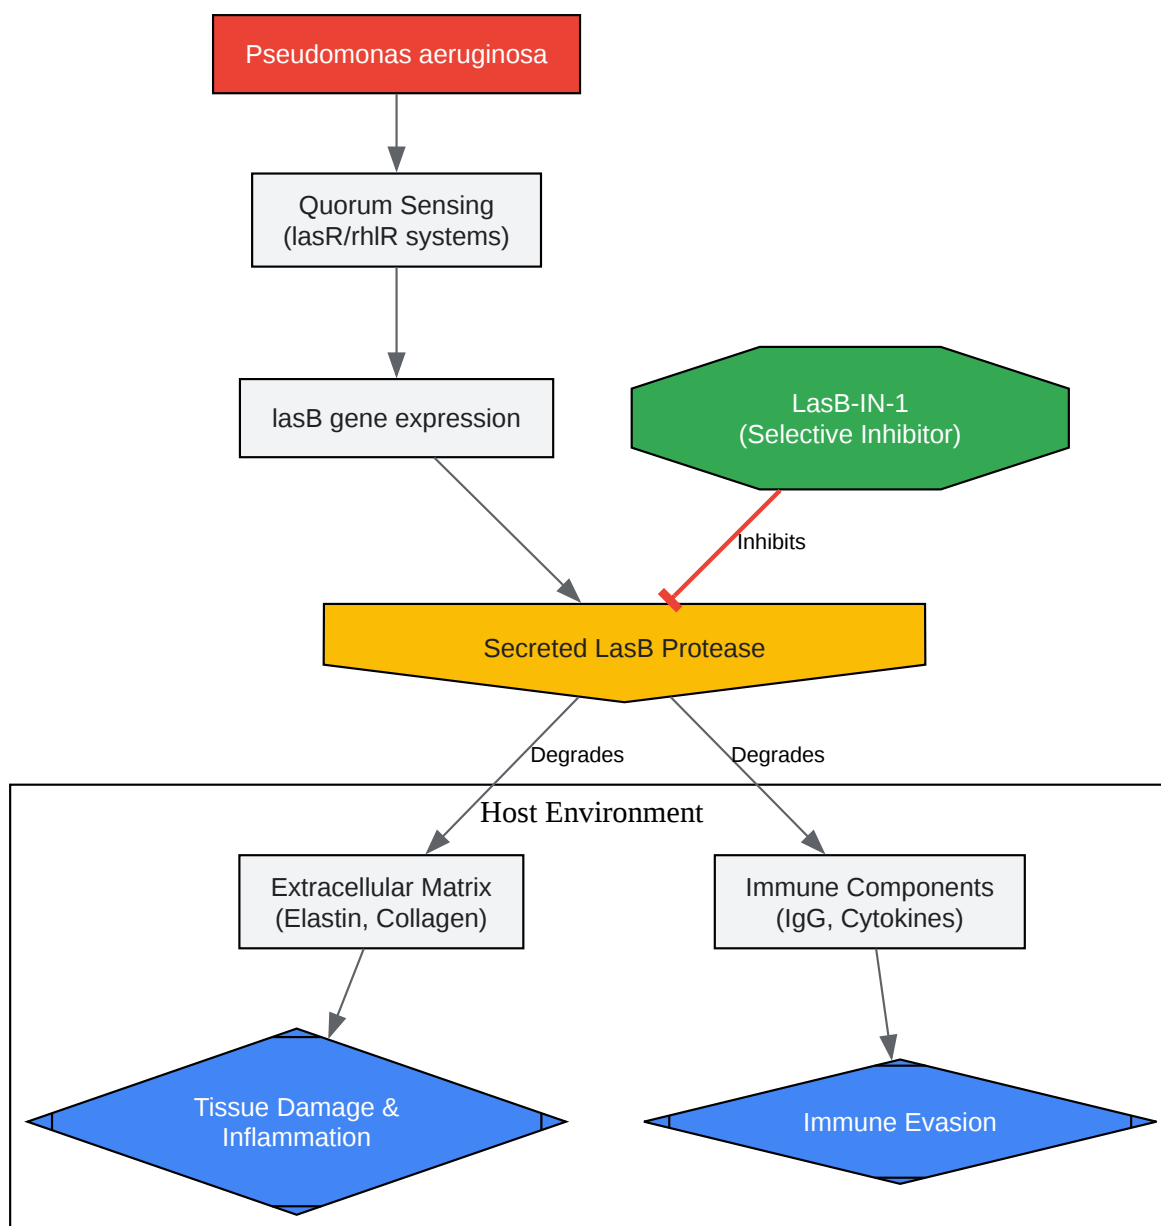 Pseudomonas aeruginosa
Quorum Sensing
(lasR/rhlR systems)
lasB gene expression
LasB-IN-1
(Selective Inhibitor)
Inhibits
Secreted LasB Protease
Degrades
Degrades
Host Environment
Extracellular Matrix
(Elastin, Collagen)
Immune Components
(IgG, Cytokines)
Tissue Damage &
Inflammation
Immune Evasion